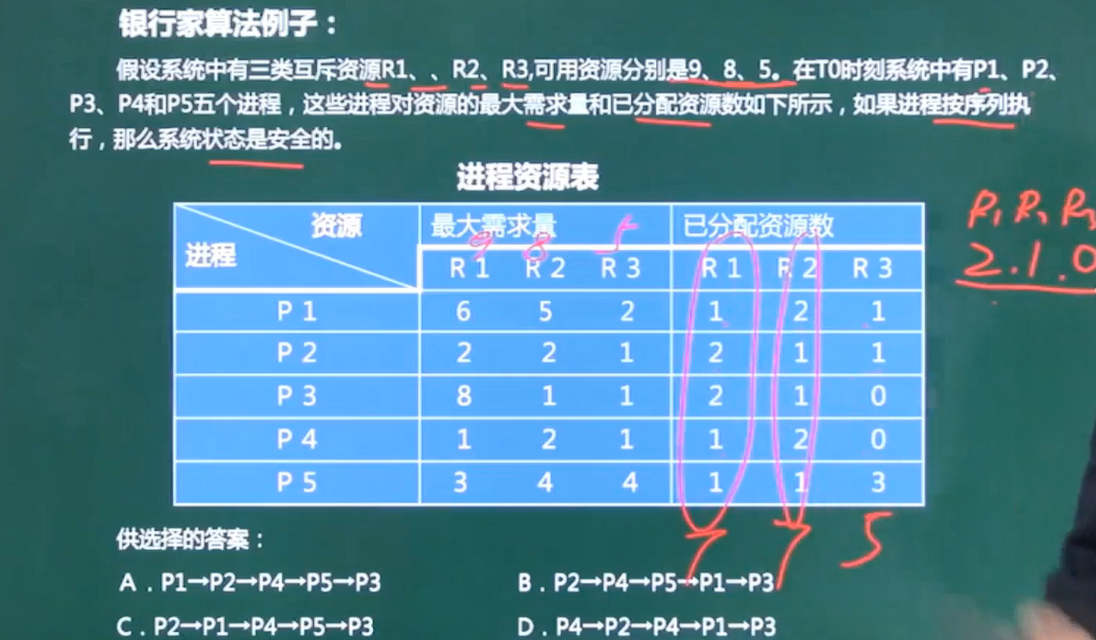 银行家算法例子：
假设系统中有三类互斥资源R1、、R2、R3,可用资源分别是9、8、5。在T0时刻系统中有P1、P2、
P3、P4和P5五个进程，这些进程对资源的最大需求量和已分配资源数如下所示，如果进程按序列执
行，那么系统状态是安全的。
进程资源表
资源 最大需求量 已分配资源数
进程
9 8 5
R1 R2 R3 R1 R2 R3
P1 6 5 2 1 2 1
P2 2 2 1 2 1 1
P3 8 1 1 2 1 0
P4 1 2 1 1 2 0
P5 3 4 4 1 1 3
R1 R2 R3
2.1.0
7 7 5
供选择的答案：
A．P1→P2→P4→P5→P3 B．P2→P4→P5→P1→P3
C．P2→P1→P4→P5→P3 D．P4→P2→P4→P1→P3